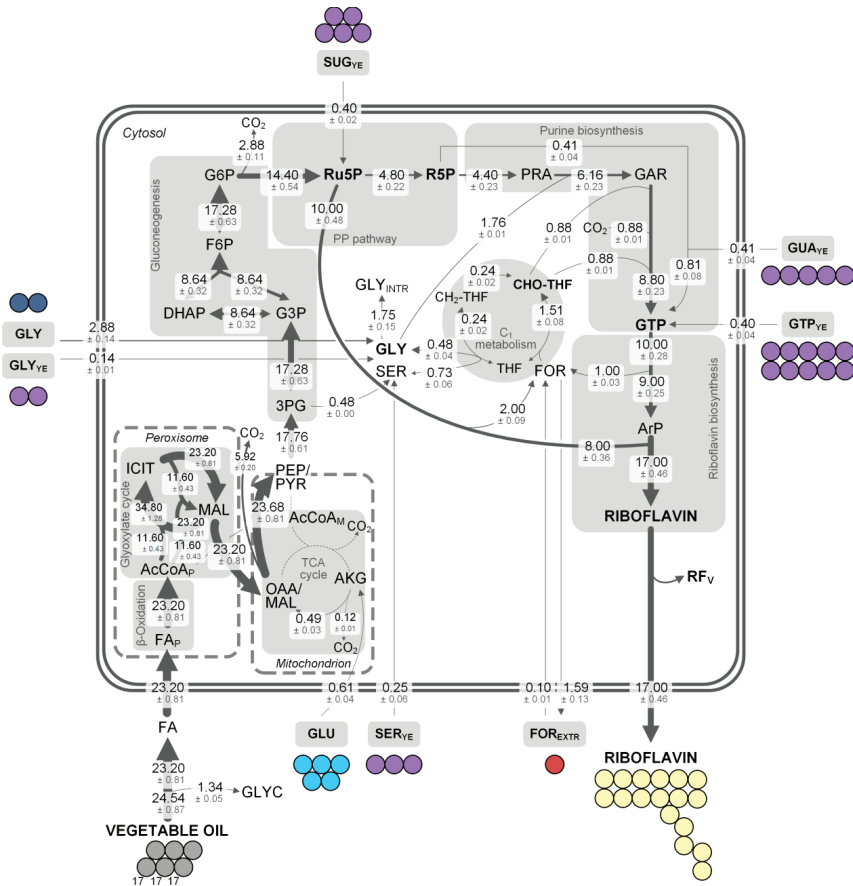 SUGYE
0.40
± 0.02
Cytosol
CO2
2.88
± 0.11
G6P
14.40
± 0.54
Ru5P
4.80
± 0.22
R5P
4.40
± 0.23
PRA
6.16
± 0.23
GAR
Purine biosynthesis
0.41
± 0.04
Gluconeogenesis
17.28
± 0.63
F6P
8.64
± 0.32
8.64
± 0.32
DHAP
8.64
± 0.32
G3P
10.00
± 0.48
PP pathway
1.76
± 0.01
0.88
± 0.01
CO2
0.88
± 0.01
0.88
± 0.01
8.80
± 0.23
0.81
± 0.08
0.41
± 0.04
GUAYE
GTP
0.40
± 0.04
GTPYE
0.24
± 0.02
CHO-THF
CH2-THF
0.24
± 0.02
C1
metabolism
1.51
± 0.08
THF
FOR
GLYINTR
1.75
± 0.15
GLY
SER
0.48
± 0.04
0.73
± 0.06
GLY
2.88
± 0.14
GLYYE
0.14
± 0.01
17.28
± 0.63
3PG
0.48
± 0.00
17.76
± 0.61
10.00
± 0.28
1.00
± 0.03
9.00
± 0.25
ArP
Riboflavin biosynthesis
2.00
± 0.09
8.00
± 0.36
17.00
± 0.46
RIBOFLAVIN
RFV
Peroxisome
23.20
± 0.81
ICIT
11.60
± 0.43
MAL
34.80
± 1.28
23.20
± 0.81
11.60
± 0.43
11.60
± 0.43
AcCoAP
Glyoxylate cycle
CO2
5.92
± 0.20
PEP/
PYR
23.68
± 0.81
23.20
± 0.81
AcCoAM
CO2
TCA
cycle
OAA/
MAL
AKG
0.49
± 0.03
0.12
± 0.01
CO2
Mitochondrion
β-Oxidation
23.20
± 0.81
FAP
23.20
± 0.81
FA
23.20
± 0.81
24.54
± 0.87
1.34
± 0.05
GLYC
VEGETABLE OIL
17 17 17
0.61
± 0.04
GLU
0.25
± 0.06
SERYE
0.10
± 0.01
1.59
± 0.13
FOREXTR
17.00
± 0.46
RIBOFLAVIN